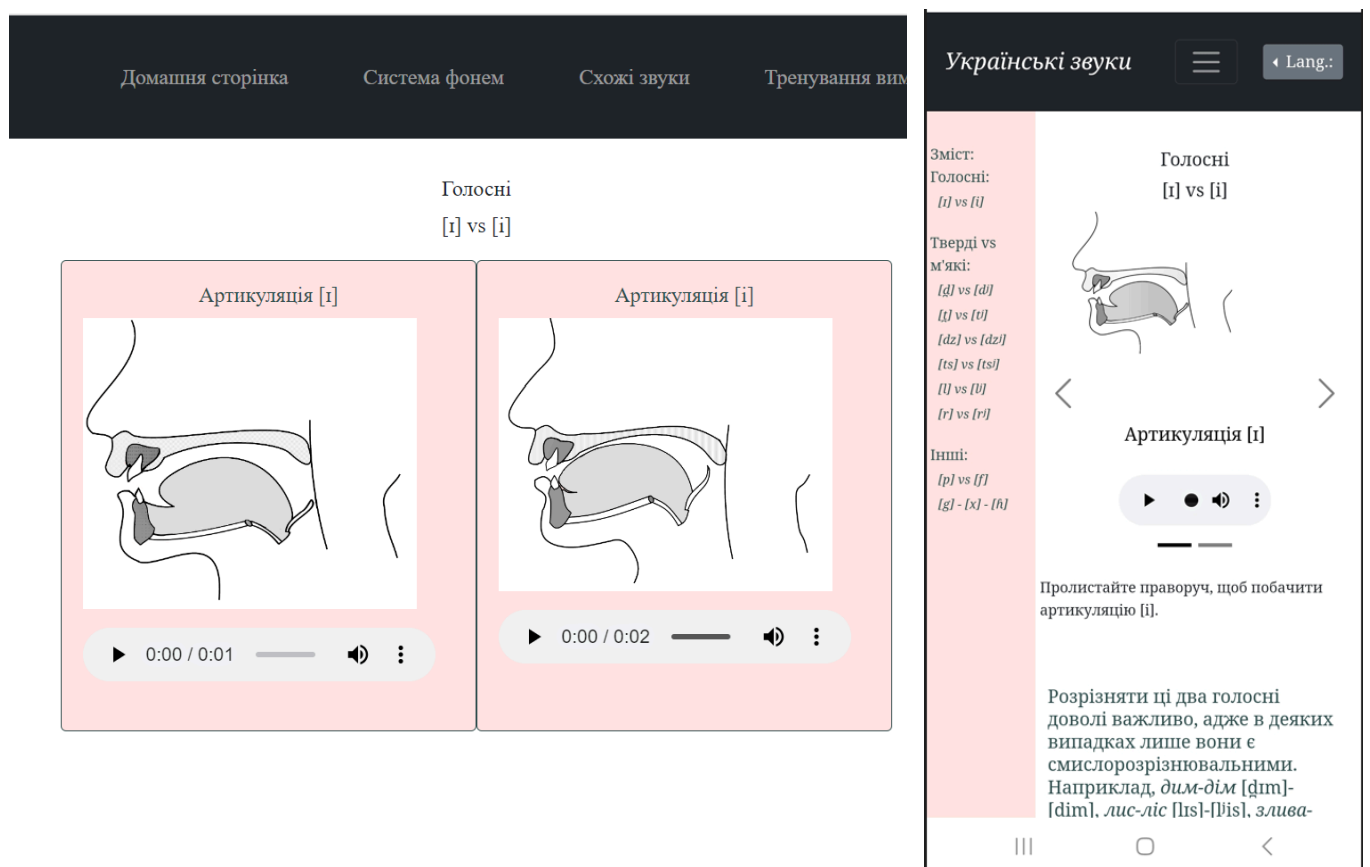 Домашня сторінка Система фонем Схожі звуки Тренування вим
Голосні
[ɪ] vs [i]
Артикуляція [ɪ]
Артикуляція [i]
0:00 / 0:01
0:00 / 0:02
Українські звуки
Lang.:
Зміст:
Голосні:
[ɪ] vs [i]
Тверді vs
м'які:
[d̪] vs [dʲ]
[t̪] vs [tʲ]
[dz] vs [dzʲ]
[ts] vs [tsʲ]
[l] vs [lʲ]
[r] vs [rʲ]
Інші:
[p] vs [f]
[g] - [x] - [ɦ]
Голосні
[ɪ] vs [i]
Артикуляція [ɪ]
Пролистайте праворуч, щоб побачити
артикуляцію [i].
Розрізняти ці два голосні
доволі важливо, адже в деяких
випадках лише вони є
смислорозрізнювальними.
Наприклад, дим-дім [d̪ɪm]-
[dim], лис-ліс [lɪs]-[lʲis], злива-